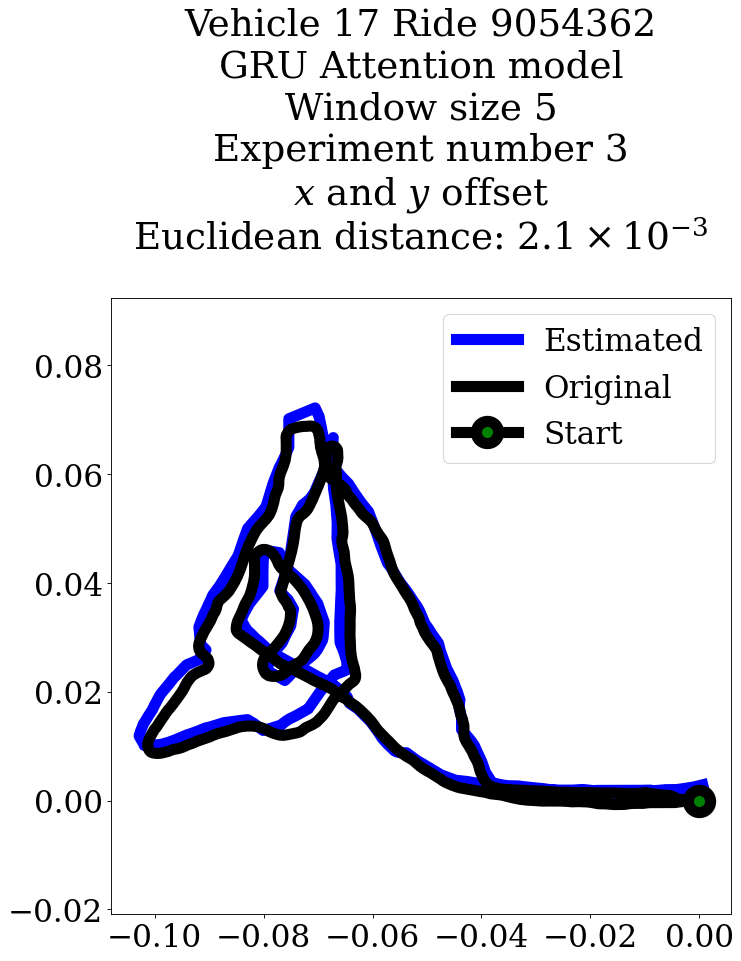 Vehicle 17 Ride 9054362
GRU Attention model
Window size 5
Experiment number 3
x and y offset
Euclidean distance: 2.1 × 10⁻³
Estimated
Original
Start
0.08
0.06
0.04
0.02
0.00
−0.02
−0.10 −0.08 −0.06 −0.04 −0.02 0.00